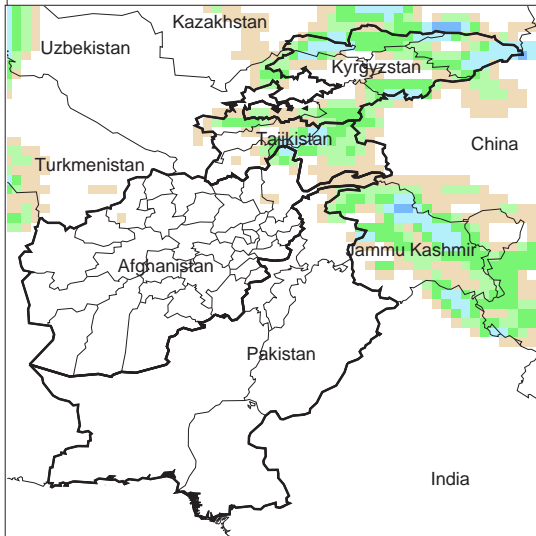 Kazakhstan
Uzbekistan
Kyrgyzstan
Tajikistan
China
Turkmenistan
Jammu Kashmir
Afghanistan
Pakistan
India